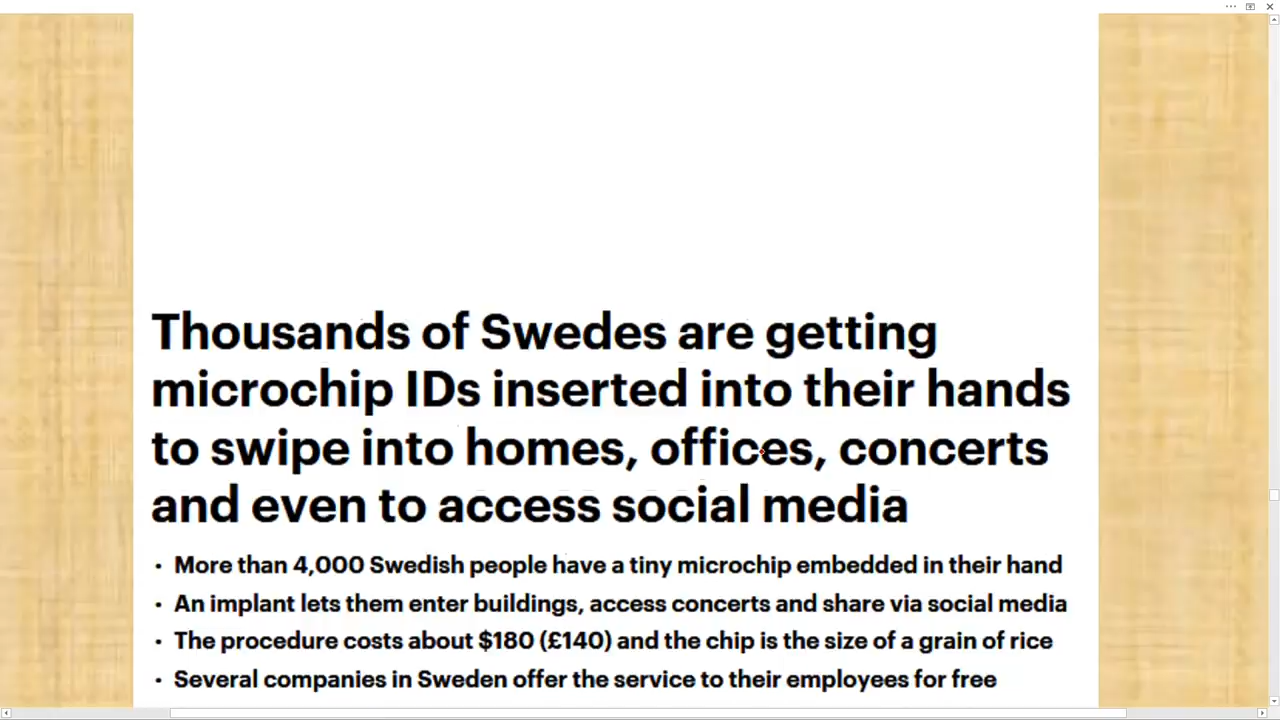 Thousands of Swedes are getting
microchip IDs inserted into their hands
to swipe into homes, offices, concerts
and even to access social media
• More than 4,000 Swedish people have a tiny microchip embedded in their hand
• An implant lets them enter buildings, access concerts and share via social media
• The procedure costs about $180 (£140) and the chip is the size of a grain of rice
• Several companies in Sweden offer the service to their employees for free